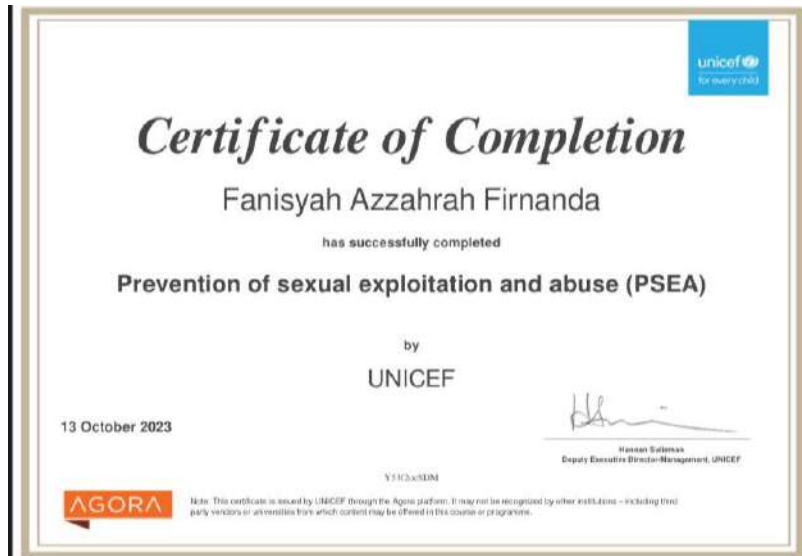 unicef
for every child
Certificate of Completion
Fanisyah Azzahrah Firnanda
has successfully completed
Prevention of sexual exploitation and abuse (PSEA)
by
UNICEF
13 October 2023
Hannan Sulieman
Deputy Executive Director-Management, UNICEF
AGORA
Note: This certificate is issued by UNICEF through the Agora platform. It may not be recognized by other institutions – including third
party vendors or universities from which content may be offered in this course or programme.